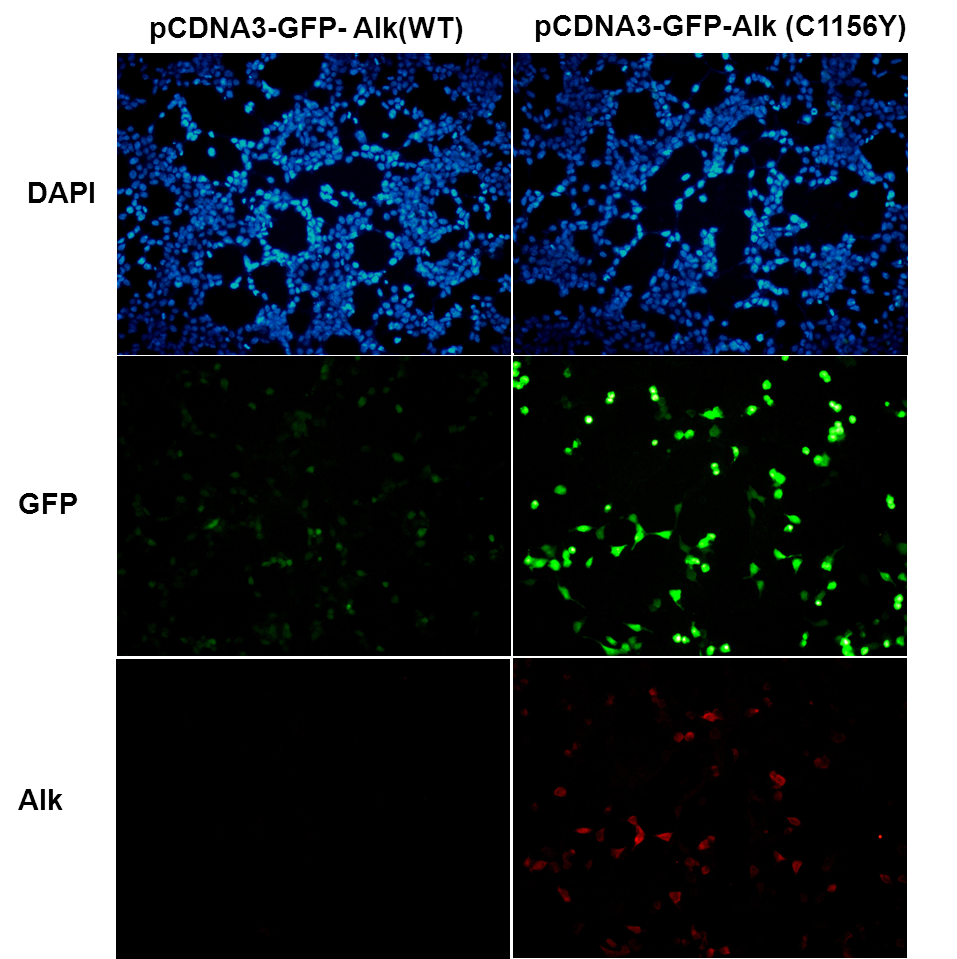 pCDNA3-GFP- Alk(WT)
pCDNA3-GFP-Alk (C1156Y)
DAPI
GFP
Alk